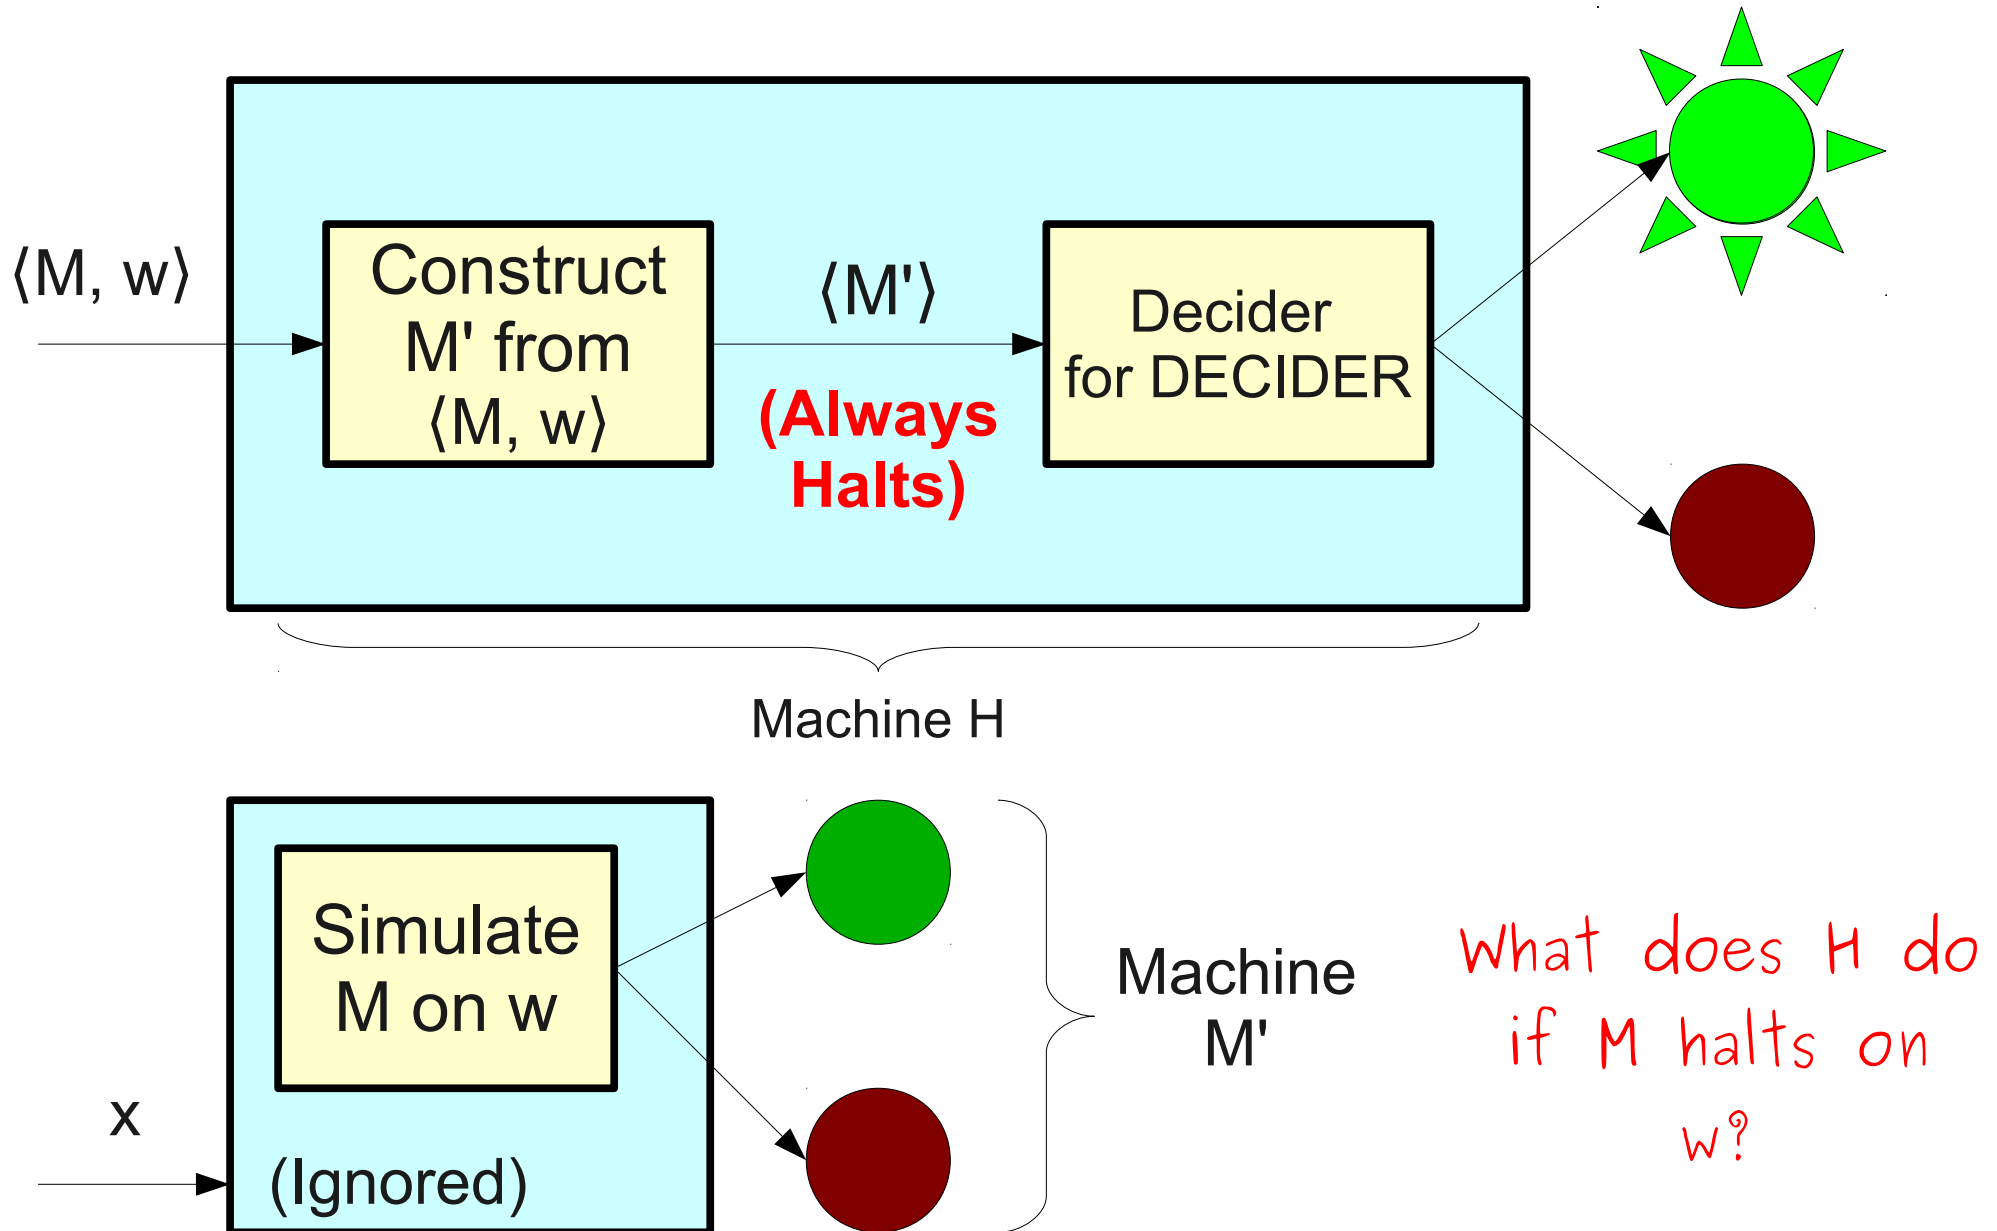 ⟨M, w⟩
Construct
M' from
⟨M, w⟩
⟨M'⟩
(Always
Halts)
Decider
for DECIDER
Machine H
Simulate
M on w
x
(Ignored)
Machine
M'
What does H do
if M halts on
w?